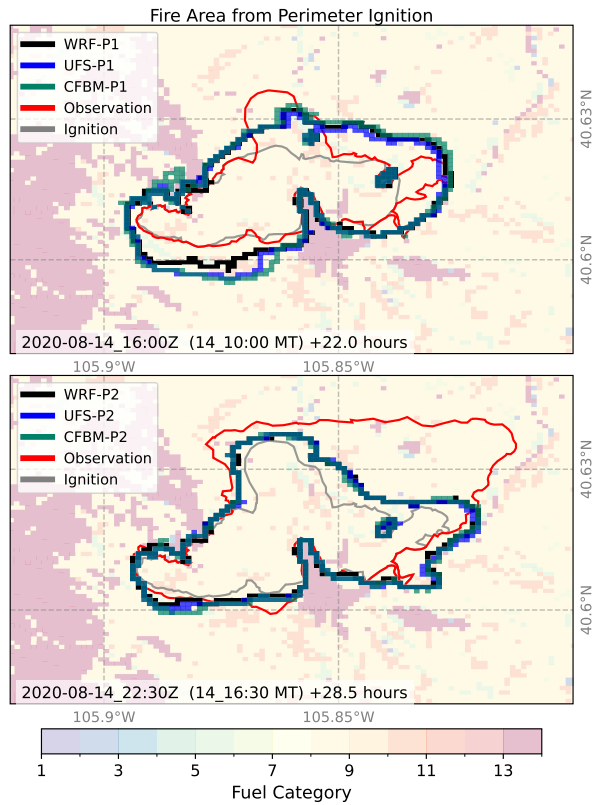 Fire Area from Perimeter Ignition
WRF-P1
UFS-P1
CFBM-P1
Observation
Ignition
40.63°N
40.6°N
2020-08-14_16:00Z (14_10:00 MT) +22.0 hours
105.9°W 105.85°W
WRF-P2
UFS-P2
CFBM-P2
Observation
Ignition
40.63°N
40.6°N
2020-08-14_22:30Z (14_16:30 MT) +28.5 hours
105.9°W 105.85°W
1 3 5 7 9 11 13
Fuel Category